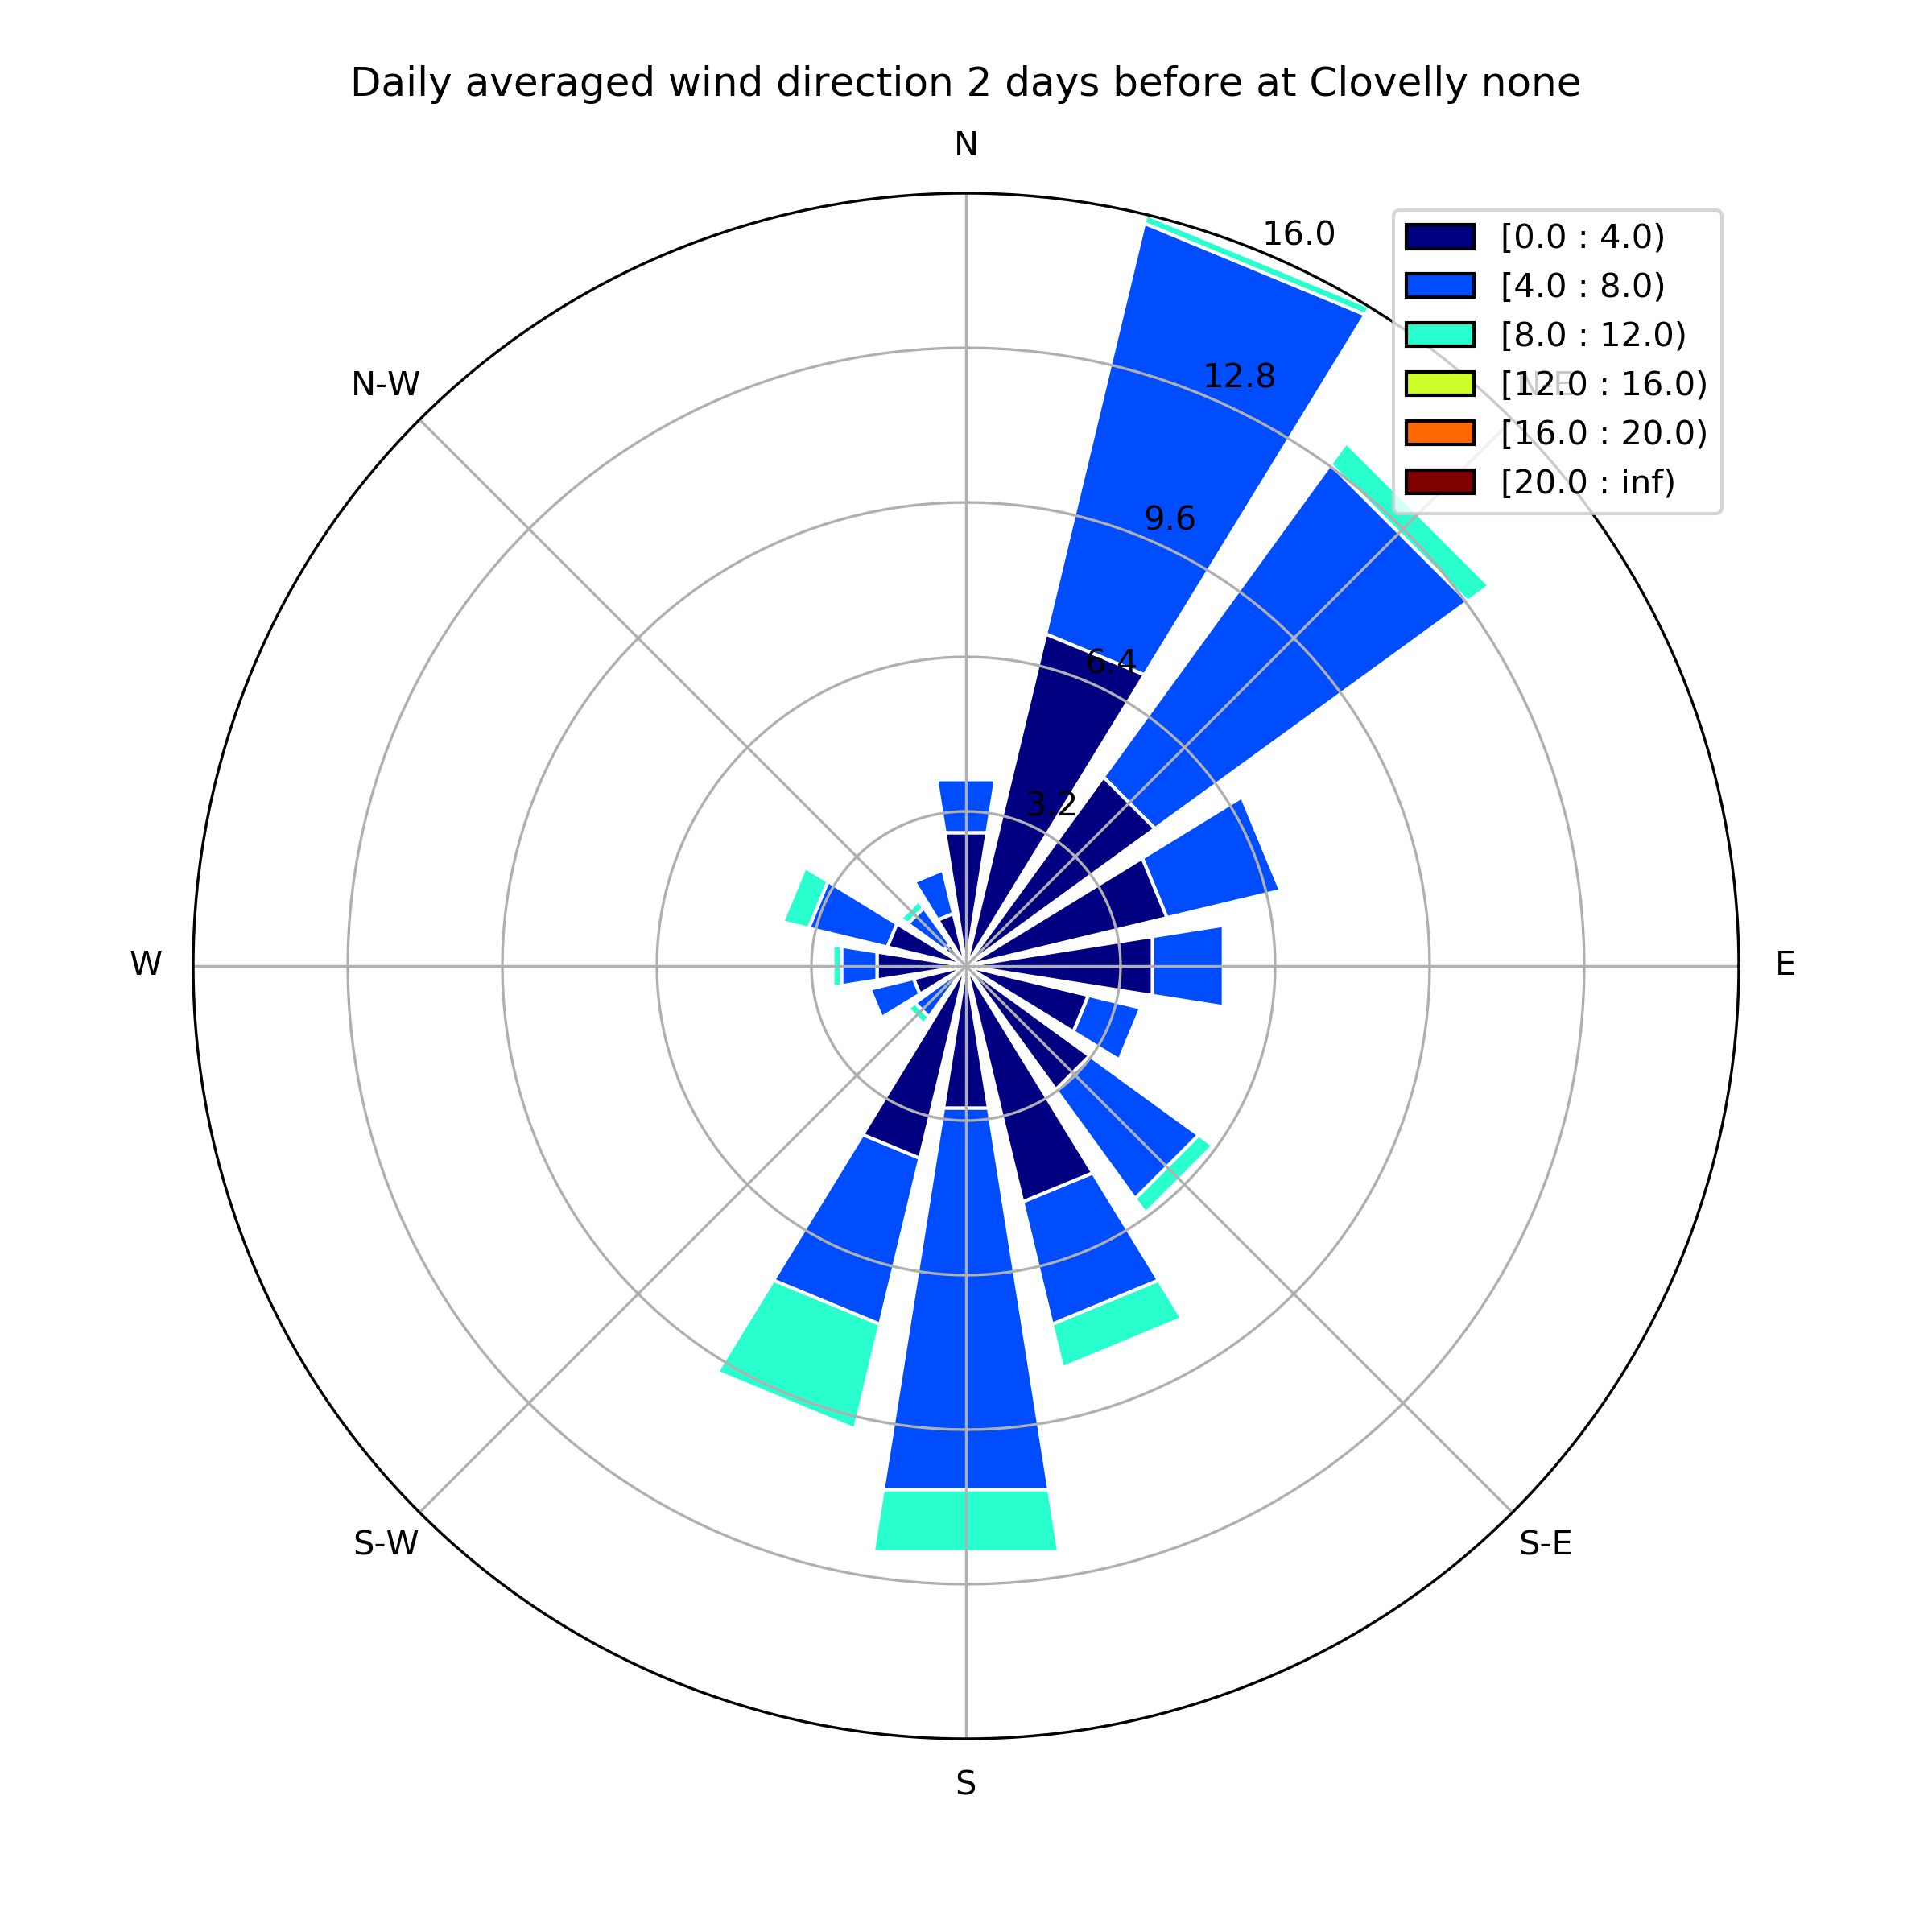 Daily averaged wind direction 2 days before at Clovelly none
N
16.0
[0.0 : 4.0)
[4.0 : 8.0)
[8.0 : 12.0)
N-W
12.8
[12.0 : 16.0)
[16.0 : 20.0)
[20.0 : inf)
9.6
6.4
3.2
W
E
S-W
S-E
S